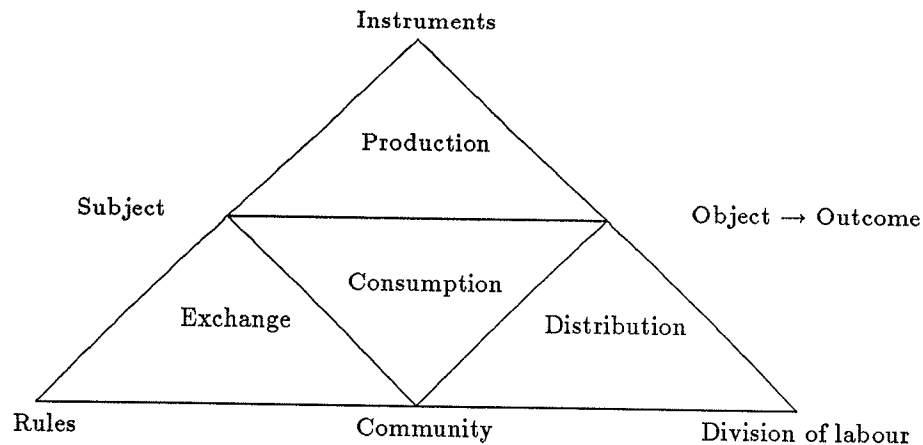 Instruments
Production
Subject
Object → Outcome
Consumption
Exchange
Distribution
Rules
Community
Division of labour